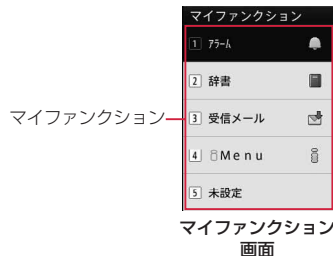 マイファンクション
1 ｱﾗｰﾑ
2 辞書
マイファンクション
3 受信メール
4 Menu
5 未設定
マイファンクション
画面